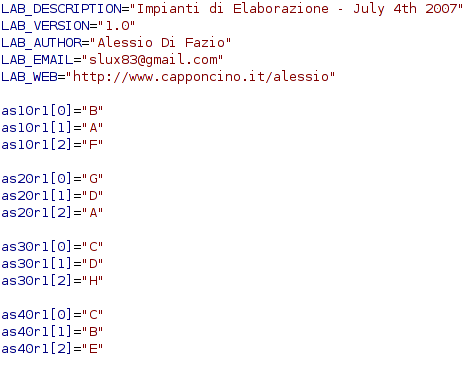 LAB_DESCRIPTION="Impianti di Elaborazione - July 4th 2007"
LAB_VERSION="1.0"
LAB_AUTHOR="Alessio Di Fazio"
LAB_EMAIL="slux83@gmail.com"
LAB_WEB="http://www.capponcino.it/alessio"
as10r1[0]="B"
as10r1[1]="A"
as10r1[2]="F"
as20r1[0]="G"
as20r1[1]="D"
as20r1[2]="A"
as30r1[0]="C"
as30r1[1]="D"
as30r1[2]="H"
as40r1[0]="C"
as40r1[1]="B"
as40r1[2]="E"